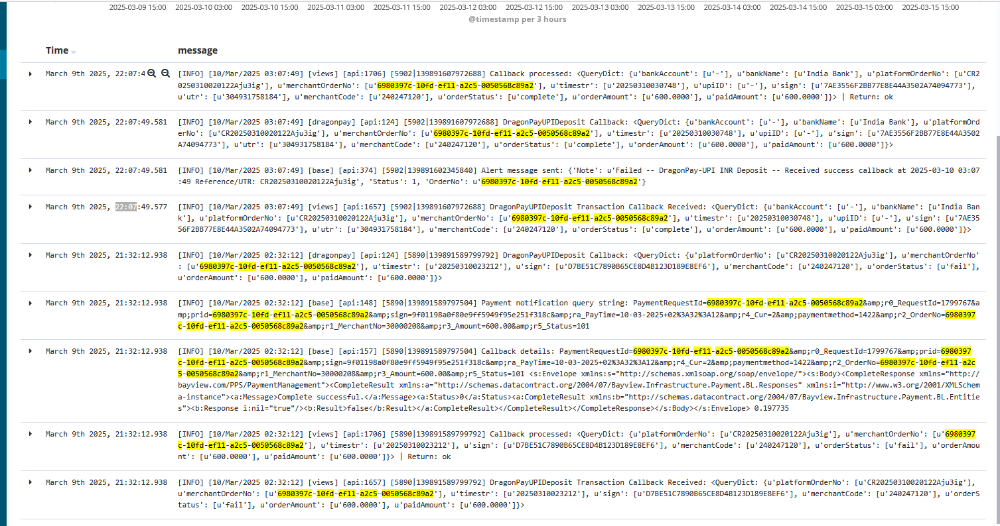 2025-03-09 15:00 2025-03-10 03:00 2025-03-10 15:00 2025-03-11 03:00 2025-03-11 15:00 2025-03-12 03:00 2025-03-12 15:00 2025-03-13 03:00 2025-03-13 15:00 2025-03-14 03:00 2025-03-14 15:00 2025-03-15 03:00 2025-03-15 15:00
@timestamp per 3 hours
Time message
March 9th 2025, 22:07:4 [INFO] [10/Mar/2025 03:07:49] [views] [api:1706] [5902|139891607972688] Callback processed: <QueryDict: {u'bankAccount': [u'-'], u'bankName': [u'India Bank'], u'platformOrderNo': [u'CR2
0250310020122Aju3ig'], u'merchantOrderNo': [u'6980397c-10fd-ef11-a2c5-0050568c89a2'], u'timestr': [u'20250310030748'], u'upiID': [u'-'], u'sign': [u'7AE3556F2BB77E8E44A3502A74094773'],
u'utr': [u'304931758184'], u'merchantCode': [u'240247120'], u'orderStatus': [u'complete'], u'orderAmount': [u'600.0000'], u'paidAmount': [u'600.0000']}> | Return: ok
March 9th 2025, 22:07:49.581 [INFO] [10/Mar/2025 03:07:49] [dragonpay] [api:124] [5902|139891607972688] DragonPayUPIDeposit Callback: <QueryDict: {u'bankAccount': [u'-'], u'bankName': [u'India Bank'], u'platformOrd
erNo': [u'CR20250310020122Aju3ig'], u'merchantOrderNo': [u'6980397c-10fd-ef11-a2c5-0050568c89a2'], u'timestr': [u'20250310030748'], u'upiID': [u'-'], u'sign': [u'7AE3556F2BB77E8E44A3502
A74094773'], u'utr': [u'304931758184'], u'merchantCode': [u'240247120'], u'orderStatus': [u'complete'], u'orderAmount': [u'600.0000'], u'paidAmount': [u'600.0000']}>
March 9th 2025, 22:07:49.581 [INFO] [10/Mar/2025 03:07:49] [base] [api:374] [5902|139891602345840] Alert message sent: {'Note': u'Failed -- DragonPay-UPI INR Deposit -- Received success callback at 2025-03-10 03:07
:49 Reference/UTR: CR20250310020122Aju3ig', 'Status': 1, 'OrderNo': u'6980397c-10fd-ef11-a2c5-0050568c89a2'}
March 9th 2025, 22:07:49.577 [INFO] [10/Mar/2025 03:07:49] [views] [api:1657] [5902|139891607972688] DragonPayUPIDeposit Transaction Callback Received: <QueryDict: {u'bankAccount': [u'-'], u'bankName': [u'India Ban
k'], u'platformOrderNo': [u'CR20250310020122Aju3ig'], u'merchantOrderNo': [u'6980397c-10fd-ef11-a2c5-0050568c89a2'], u'timestr': [u'20250310030748'], u'upiID': [u'-'], u'sign': [u'7AE35
56F2BB77E8E44A3502A74094773'], u'utr': [u'304931758184'], u'merchantCode': [u'240247120'], u'orderStatus': [u'complete'], u'orderAmount': [u'600.0000'], u'paidAmount': [u'600.0000']}>
March 9th 2025, 21:32:12.938 [INFO] [10/Mar/2025 02:32:12] [dragonpay] [api:124] [5890|139891589799792] DragonPayUPIDeposit Callback: <QueryDict: {u'platformOrderNo': [u'CR20250310020122Aju3ig'], u'merchantOrderNo'
: [u'6980397c-10fd-ef11-a2c5-0050568c89a2'], u'timestr': [u'20250310023212'], u'sign': [u'D7BE51C7890B65CE8D4B123D189E8EF6'], u'merchantCode': [u'240247120'], u'orderStatus': [u'fail'],
u'orderAmount': [u'600.0000'], u'paidAmount': [u'600.0000']}>
March 9th 2025, 21:32:12.938 [INFO] [10/Mar/2025 02:32:12] [base] [api:148] [5890|139891589797504] Payment notification query string: PaymentRequestId=6980397c-10fd-ef11-a2c5-0050568c89a2&amp;r0_RequestId=1799767&a
mp;prid=6980397c-10fd-ef11-a2c5-0050568c89a2&amp;sign=9f01198a0f80e9ff5949f95e251f318c&amp;ra_PayTime=10-03-2025+02%3A32%3A12&amp;r4_Cur=2&amp;paymentmethod=1422&amp;r2_OrderNo=6980397
c-10fd-ef11-a2c5-0050568c89a2&amp;r1_MerchantNo=30000208&amp;r3_Amount=600.00&amp;r5_Status=101
March 9th 2025, 21:32:12.938 [INFO] [10/Mar/2025 02:32:12] [base] [api:157] [5890|139891589797504] Callback details: PaymentRequestId=6980397c-10fd-ef11-a2c5-0050568c89a2&amp;r0_RequestId=1799767&amp;prid=6980397
c-10fd-ef11-a2c5-0050568c89a2&amp;sign=9f01198a0f80e9ff5949f95e251f318c&amp;ra_PayTime=10-03-2025+02%3A32%3A12&amp;r4_Cur=2&amp;paymentmethod=1422&amp;r2_OrderNo=6980397c-10fd-ef11-a2c
5-0050568c89a2&amp;r1_MerchantNo=30000208&amp;r3_Amount=600.00&amp;r5_Status=101 <s:Envelope xmlns:s="http://schemas.xmlsoap.org/soap/envelope/"><s:Body><CompleteResponse xmlns="http://
bayview.com/PPS/PaymentManagement"><CompleteResult xmlns:a="http://schemas.datacontract.org/2004/07/Bayview.Infrastructure.Payment.BL.Responses" xmlns:i="http://www.w3.org/2001/XMLSchem
a-instance"><a:Message>Complete successful.</a:Message><a:Status>0</a:Status><a:CompleteResult xmlns:b="http://schemas.datacontract.org/2004/07/Bayview.Infrastructure.Payment.BL.Entitie
s"><b:Response i:nil="true"/><b:Result>false</b:Result></a:CompleteResult></CompleteResult></CompleteResponse></s:Body></s:Envelope> 0.197735
March 9th 2025, 21:32:12.938 [INFO] [10/Mar/2025 02:32:12] [views] [api:1706] [5890|139891589799792] Callback processed: <QueryDict: {u'platformOrderNo': [u'CR20250310020122Aju3ig'], u'merchantOrderNo': [u'6980397
c-10fd-ef11-a2c5-0050568c89a2'], u'timestr': [u'20250310023212'], u'sign': [u'D7BE51C7890B65CE8D4B123D189E8EF6'], u'merchantCode': [u'240247120'], u'orderStatus': [u'fail'], u'orderAmou
nt': [u'600.0000'], u'paidAmount': [u'600.0000']}> | Return: ok
March 9th 2025, 21:32:12.938 [INFO] [10/Mar/2025 02:32:12] [views] [api:1657] [5890|139891589799792] DragonPayUPIDeposit Transaction Callback Received: <QueryDict: {u'platformOrderNo': [u'CR20250310020122Aju3ig'],
u'merchantOrderNo': [u'6980397c-10fd-ef11-a2c5-0050568c89a2'], u'timestr': [u'20250310023212'], u'sign': [u'D7BE51C7890B65CE8D4B123D189E8EF6'], u'merchantCode': [u'240247120'], u'orderS
tatus': [u'fail'], u'orderAmount': [u'600.0000'], u'paidAmount': [u'600.0000']}>